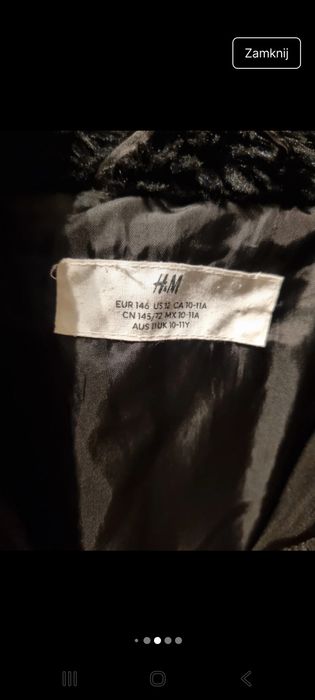 Zamknij
H&M
EUR 146 US 12 CA 10-11A
CN 145/72 MX 10-11A
AUS 11 UK 10-11Y